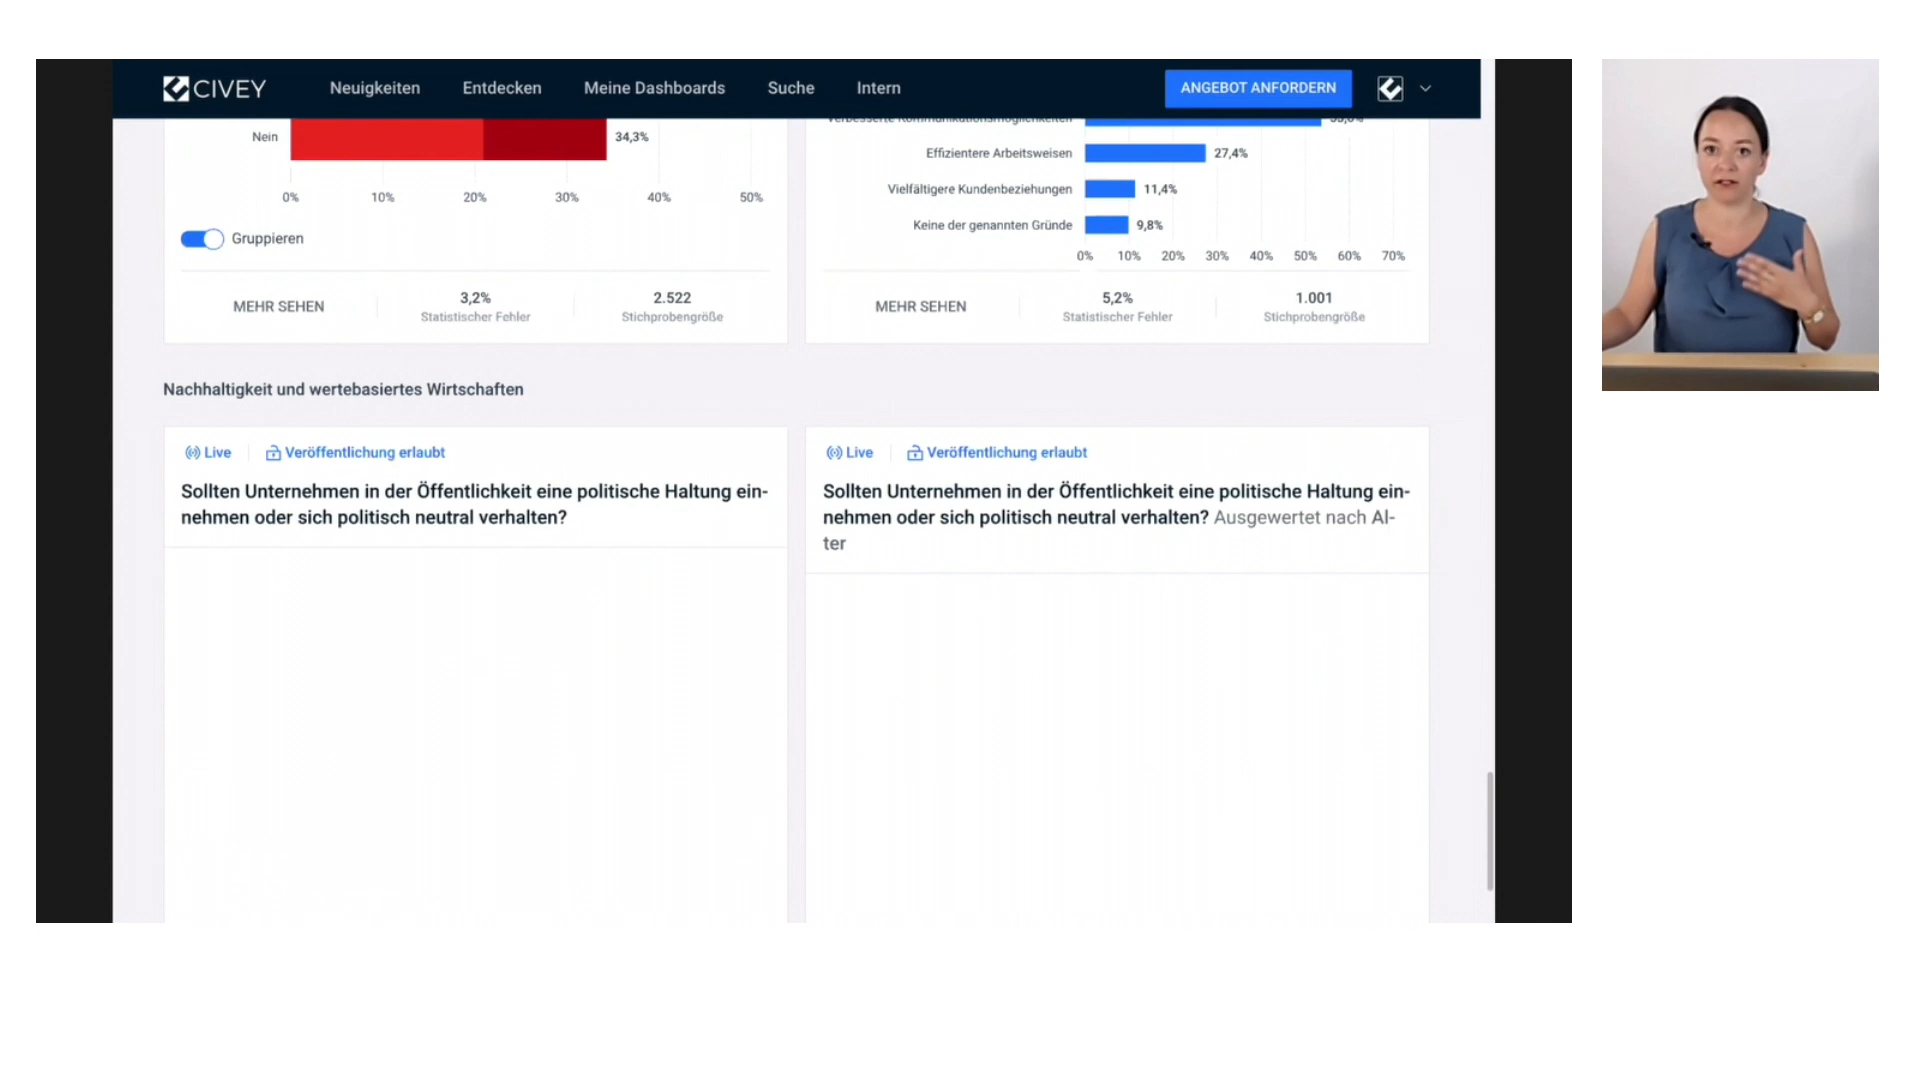 CIVEY
Neuigkeiten
Entdecken
Meine Dashboards
Suche
Intern
ANGEBOT ANFORDERN
Nein
34,3%
0%
10%
20%
30%
40%
50%
Gruppieren
MEHR SEHEN
3,2%
Statistischer Fehler
2.522
Stichprobengröße
Verbesserte Kommunikationsmöglichkeiten
Effizientere Arbeitsweisen
27,4%
Vielfältigere Kundenbeziehungen
11,4%
Keine der genannten Gründe
9,8%
0%
10%
20%
30%
40%
50%
60%
70%
MEHR SEHEN
5,2%
Statistischer Fehler
1.001
Stichprobengröße
Nachhaltigkeit und wertebasiertes Wirtschaften
Live
Veröffentlichung erlaubt
Sollten Unternehmen in der Öffentlichkeit eine politische Haltung ein-
nehmen oder sich politisch neutral verhalten?
Live
Veröffentlichung erlaubt
Sollten Unternehmen in der Öffentlichkeit eine politische Haltung ein-
nehmen oder sich politisch neutral verhalten? Ausgewertet nach Al-
ter